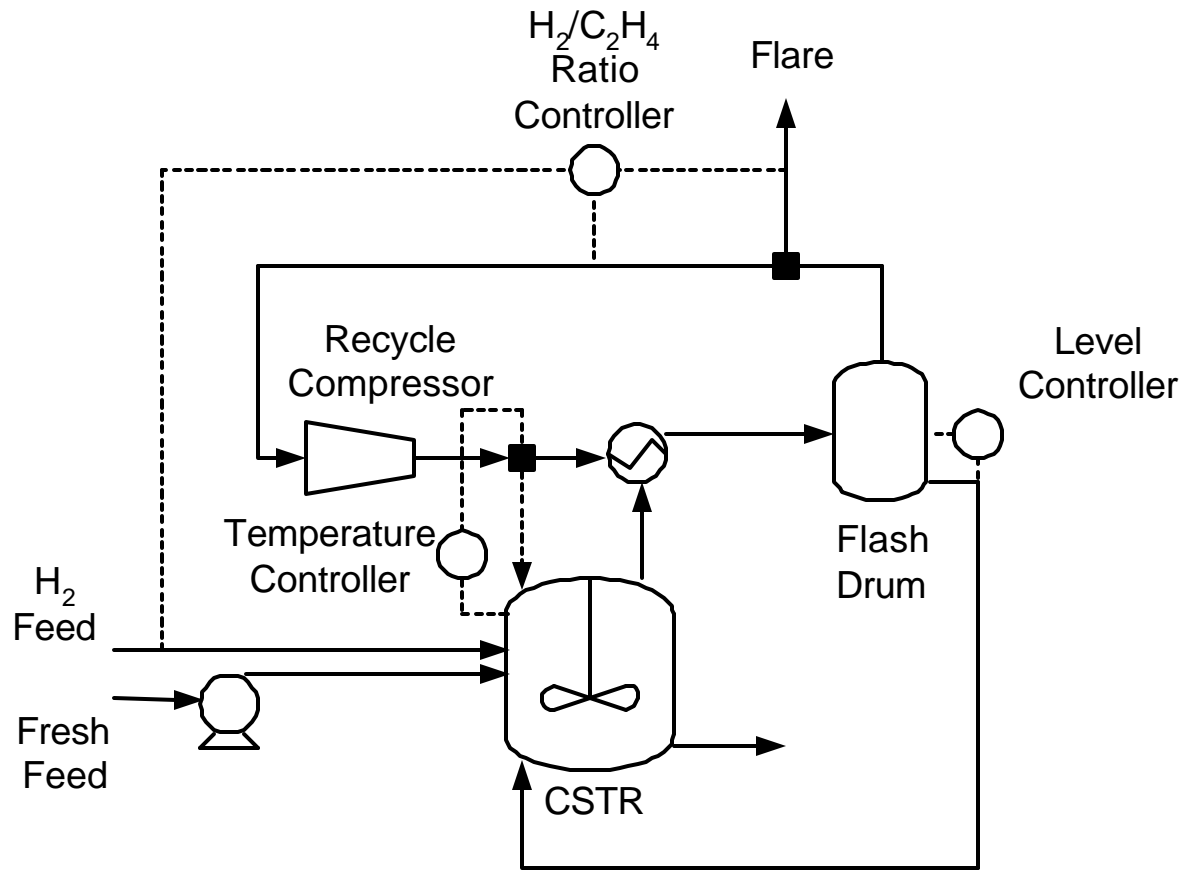 H₂/C₂H₄
Ratio
Controller
Flare
Recycle
Compressor
Level
Controller
Temperature
Controller
Flash
Drum
H₂
Feed
Fresh
Feed
CSTR